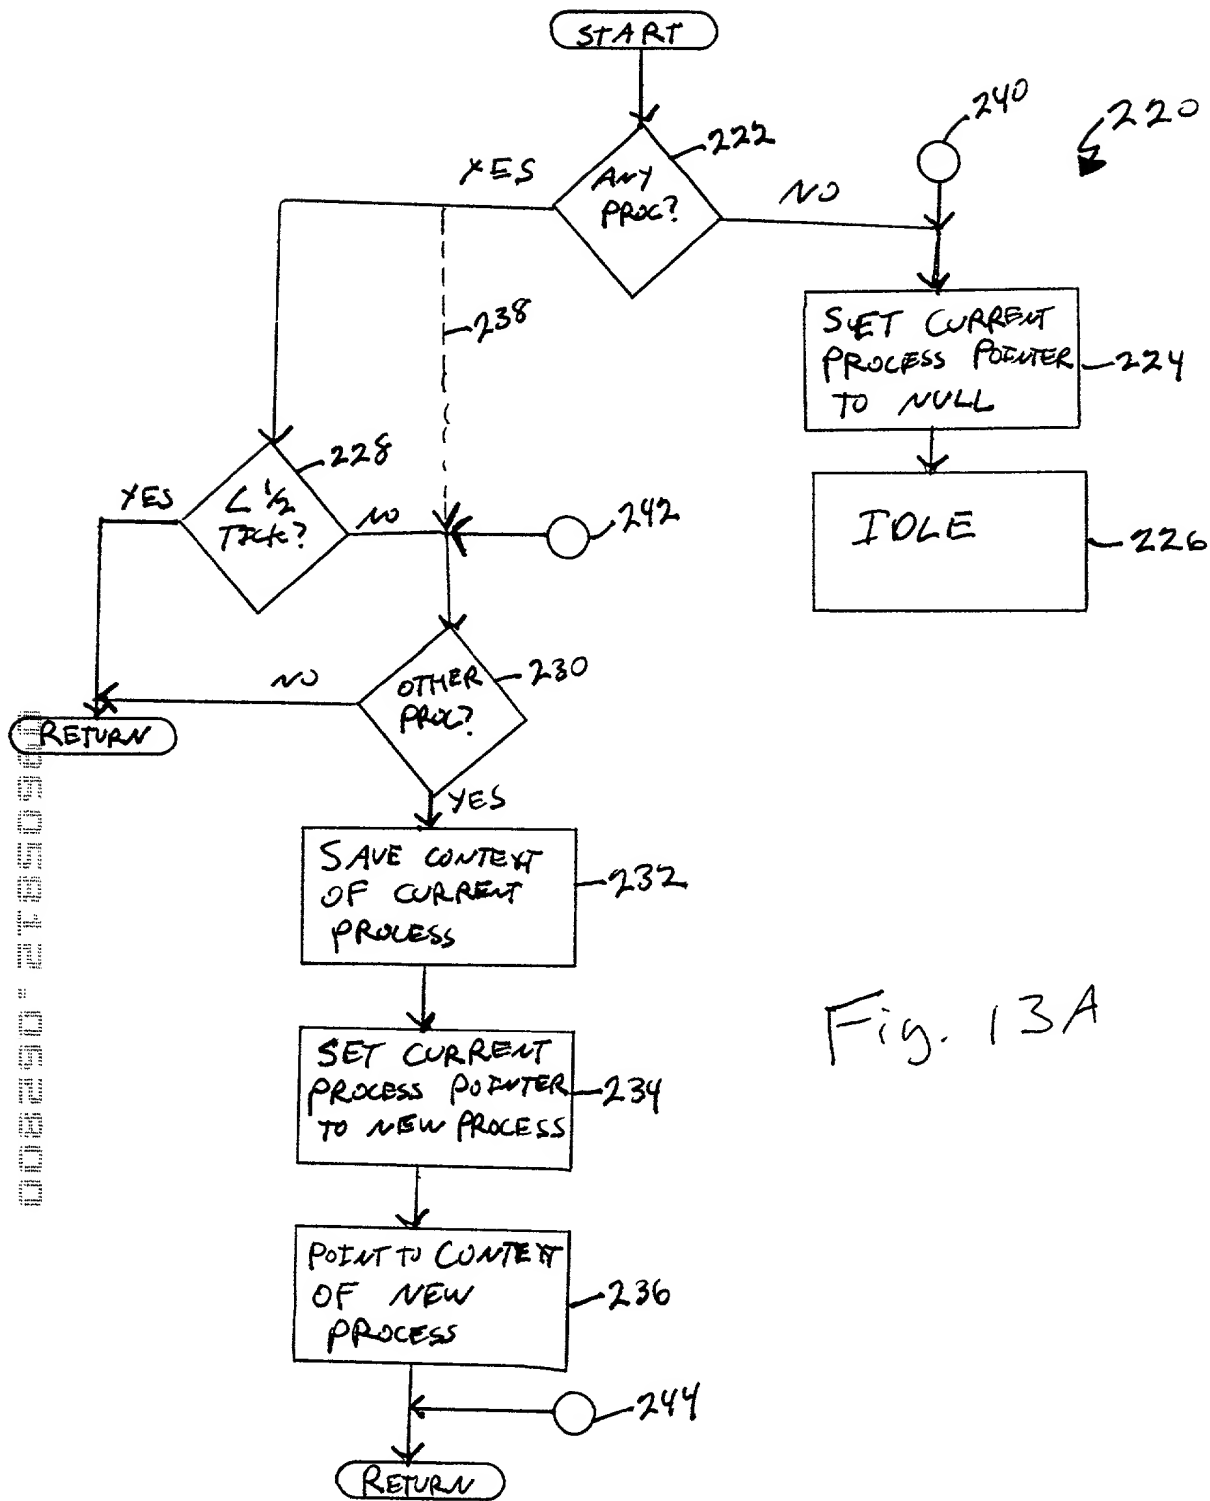 START
240
220
222
YES
ANY
PROC?
NO
238
SET CURRENT
PROCESS POINTER
TO NULL
224
228
YES
< 1/2
TICK?
NO
242
IDLE
226
230
NO
OTHER
PROC?
RETURN
YES
SAVE CONTEXT
OF CURRENT
PROCESS
232
Fig. 13A
SET CURRENT
PROCESS POINTER
TO NEW PROCESS
234
POINT TO CONTEXT
OF NEW
PROCESS
236
244
RETURN